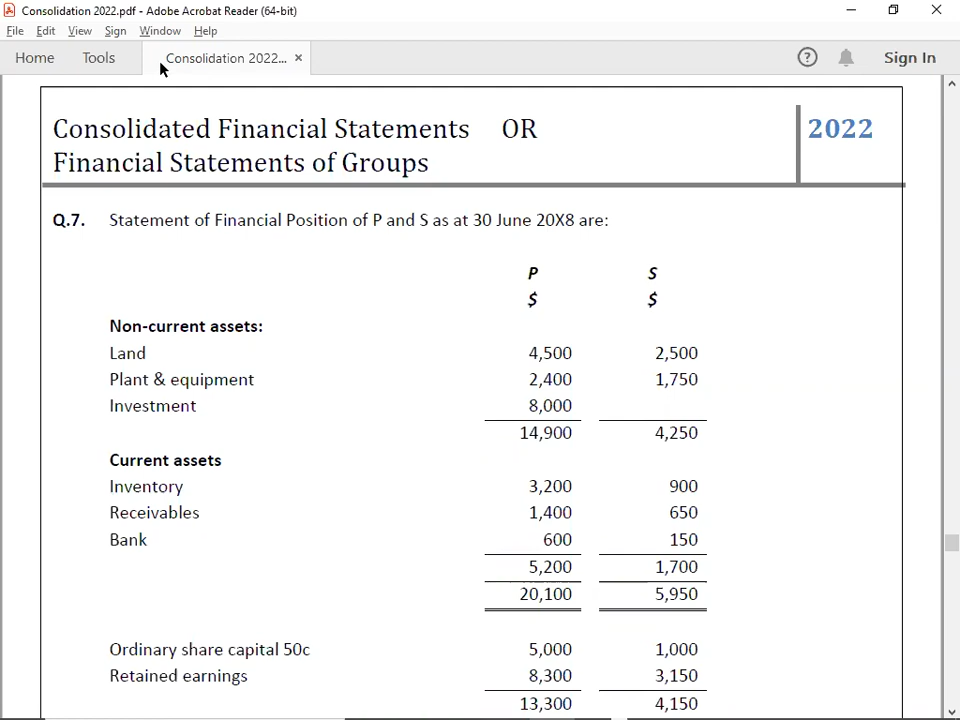 Consolidation 2022.pdf - Adobe Acrobat Reader (64-bit)
File Edit View Sign Window Help
Home Tools Consolidation 2022... × ? Sign In
Consolidated Financial Statements OR 2022
Financial Statements of Groups
Q.7. Statement of Financial Position of P and S as at 30 June 20X8 are:
P S
$ $
Non-current assets:
Land 4,500 2,500
Plant & equipment 2,400 1,750
Investment 8,000
14,900 4,250
Current assets
Inventory 3,200 900
Receivables 1,400 650
Bank 600 150
5,200 1,700
20,100 5,950
Ordinary share capital 50c 5,000 1,000
Retained earnings 8,300 3,150
13,300 4,150